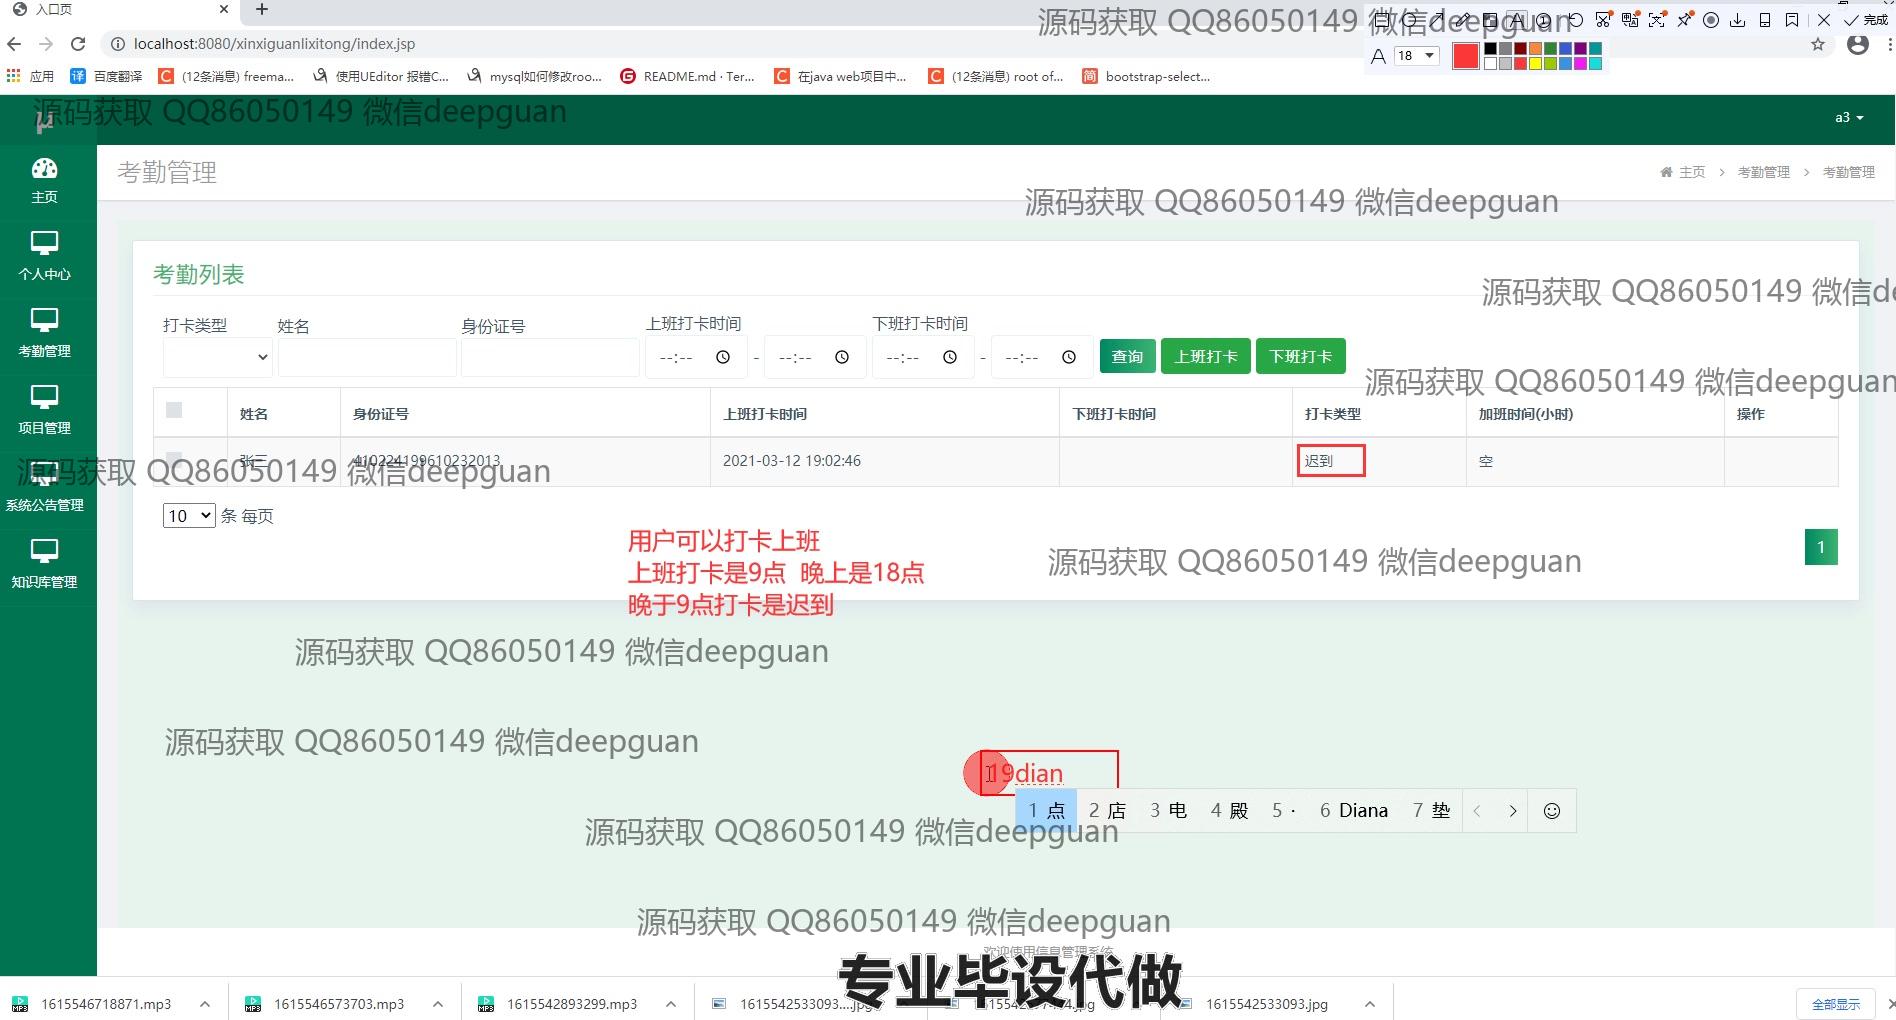 入口页
源码获取 QQ86050149 微信deepguan
完成
localhost:8080/xinxiguanlixitong/index.jsp
A 18
应用 百度翻译 (12条消息) freema... 使用UEditor 报错C... mysql如何修改roo... README.md · Ter... 在java web项目中... (12条消息) root of... bootstrap-select...
源码获取 QQ86050149 微信deepguan
a3
考勤管理
主页 > 考勤管理 > 考勤管理
源码获取 QQ86050149 微信deepguan
主页
个人中心
考勤管理
项目管理
系统公告管理
知识库管理
考勤列表
源码获取 QQ86050149 微信de
打卡类型 姓名 身份证号 上班打卡时间 下班打卡时间
--:-- - --:-- --:-- - --:-- 查询 上班打卡 下班打卡
源码获取 QQ86050149 微信deepguan
姓名 身份证号 上班打卡时间 下班打卡时间 打卡类型 加班时间(小时) 操作
张三 410224199610232013 2021-03-12 19:02:46 迟到 空
源码获取 QQ86050149 微信deepguan
10 条 每页
用户可以打卡上班
上班打卡是9点 晚上是18点
晚于9点打卡是迟到
1
源码获取 QQ86050149 微信deepguan
源码获取 QQ86050149 微信deepguan
源码获取 QQ86050149 微信deepguan
19dian
1 点 2 店 3 电 4 殿 5 · 6 Diana 7 垫
源码获取 QQ86050149 微信deepguan
源码获取 QQ86050149 微信deepguan
欢迎使用信息管理系统
专业毕设代做
1615546718871.mp3 1615546573703.mp3 1615542893299.mp3 1615542533093....jpg 1615542533093.jpg 全部显示